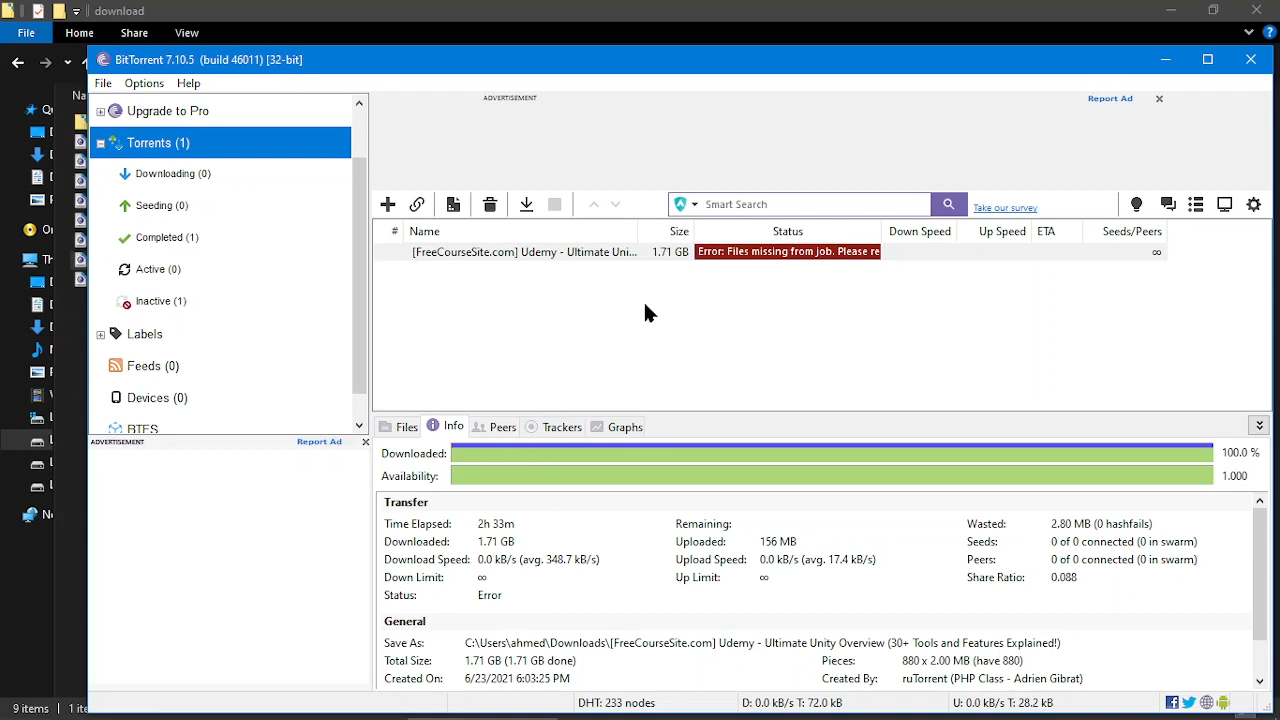 download
File Home Share View
BitTorrent 7.10.5 (build 46011) [32-bit]
File Options Help
Upgrade to Pro
Torrents (1)
Downloading (0)
Seeding (0)
Completed (1)
Active (0)
Inactive (1)
Labels
Feeds (0)
Devices (0)
BTFS
ADVERTISEMENT Report Ad
ADVERTISEMENT Report Ad
Smart Search
Take our survey
# Name Size Status Down Speed Up Speed ETA Seeds/Peers
[FreeCourseSite.com] Udemy - Ultimate Uni... 1.71 GB Error: Files missing from job. Please re ∞
Files Info Peers Trackers Graphs
Downloaded: 100.0 %
Availability: 1.000
Transfer
Time Elapsed: 2h 33m Remaining: Wasted: 2.80 MB (0 hashfails)
Downloaded: 1.71 GB Uploaded: 156 MB Seeds: 0 of 0 connected (0 in swarm)
Download Speed: 0.0 kB/s (avg. 348.7 kB/s) Upload Speed: 0.0 kB/s (avg. 17.4 kB/s) Peers: 0 of 0 connected (0 in swarm)
Down Limit: ∞ Up Limit: ∞ Share Ratio: 0.088
Status: Error
General
Save As: C:\Users\ahmed\Downloads\[FreeCourseSite.com] Udemy - Ultimate Unity Overview (30+ Tools and Features Explained!)
Total Size: 1.71 GB (1.71 GB done) Pieces: 880 x 2.00 MB (have 880)
Created On: 6/23/2021 6:03:25 PM Created By: ruTorrent (PHP Class - Adrien Gibrat)
DHT: 233 nodes D: 0.0 kB/s T: 72.0 kB U: 0.0 kB/s T: 28.2 kB
9 items